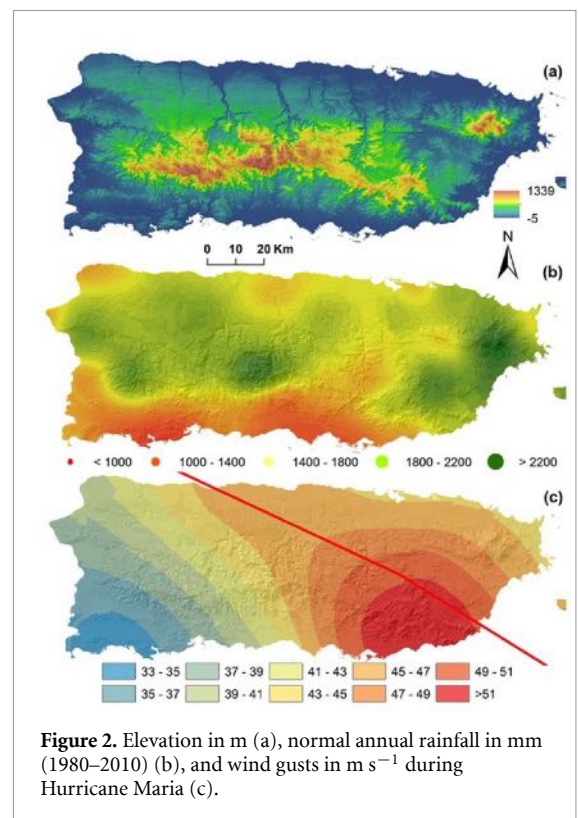 (a)
1339
-5
0 10 20 Km
N
(b)
< 1000 1000 - 1400 1400 - 1800 1800 - 2200 > 2200
(c)
33 - 35 37 - 39 41 - 43 45 - 47 49 - 51
35 - 37 39 - 41 43 - 45 47 - 49 >51
Figure 2. Elevation in m (a), normal annual rainfall in mm
(1980–2010) (b), and wind gusts in m s⁻¹ during
Hurricane Maria (c).